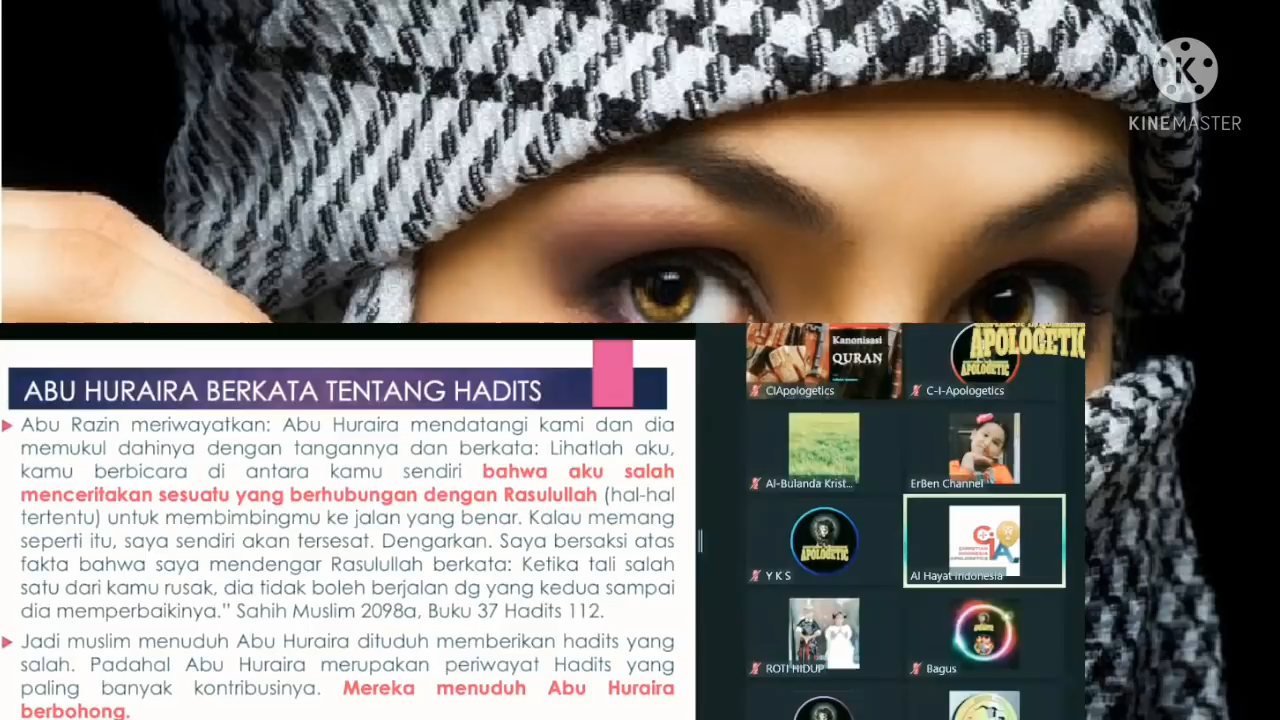 KINEMASTER
ABU HURAIRA BERKATA TENTANG HADITS
Abu Razin meriwayatkan: Abu Huraira mendatangi kami dan dia
memukul dahinya dengan tangannya dan berkata: Lihatlah aku,
kamu berbicara di antara kamu sendiri bahwa aku salah
menceritakan sesuatu yang berhubungan dengan Rasulullah (hal-hal
tertentu) untuk membimbingmu ke jalan yang benar. Kalau memang
seperti itu, saya sendiri akan tersesat. Dengarkan. Saya bersaksi atas
fakta bahwa saya mendengar Rasulullah berkata: Ketika tali salah
satu dari kamu rusak, dia tidak boleh berjalan dg yang kedua sampai
dia memperbaikinya.” Sahih Muslim 2098a, Buku 37 Hadits 112.
Jadi muslim menuduh Abu Huraira dituduh memberikan hadits yang
salah. Padahal Abu Huraira merupakan periwayat Hadits yang
paling banyak kontribusinya. Mereka menuduh Abu Huraira
berbohong.
Kanonisasi
QURAN
CIApologetics
APOLOGETIC
APOLOGETIC
C-I-Apologetics
Al-Bulanda Krist...
ErBen Channel
APOLOGETIC
Y K S
CIA
CHRISTIAN
INDONESIA
APOLOGETICS
Al Hayat Indonesia
ROTI HIDUP
Bagus